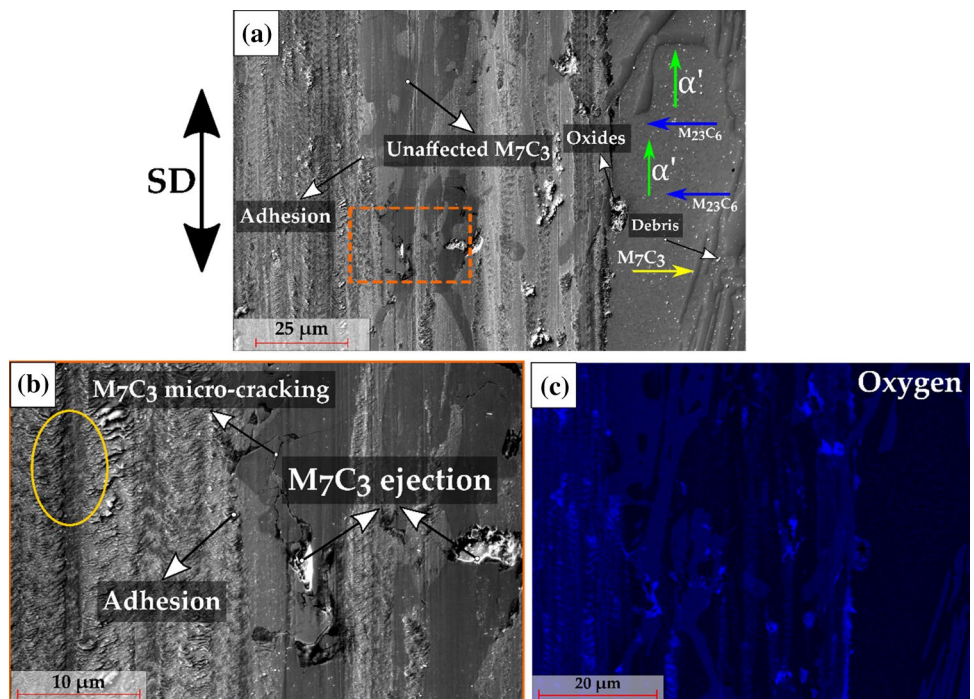 (a)
SD
α'
M₂₃C₆
Unaffected M₇C₃
Oxides
α'
M₂₃C₆
Adhesion
Debris
M₇C₃
25 μm
(b)
M₇C₃ micro-cracking
M₇C₃ ejection
Adhesion
10 μm
(c)
Oxygen
20 μm